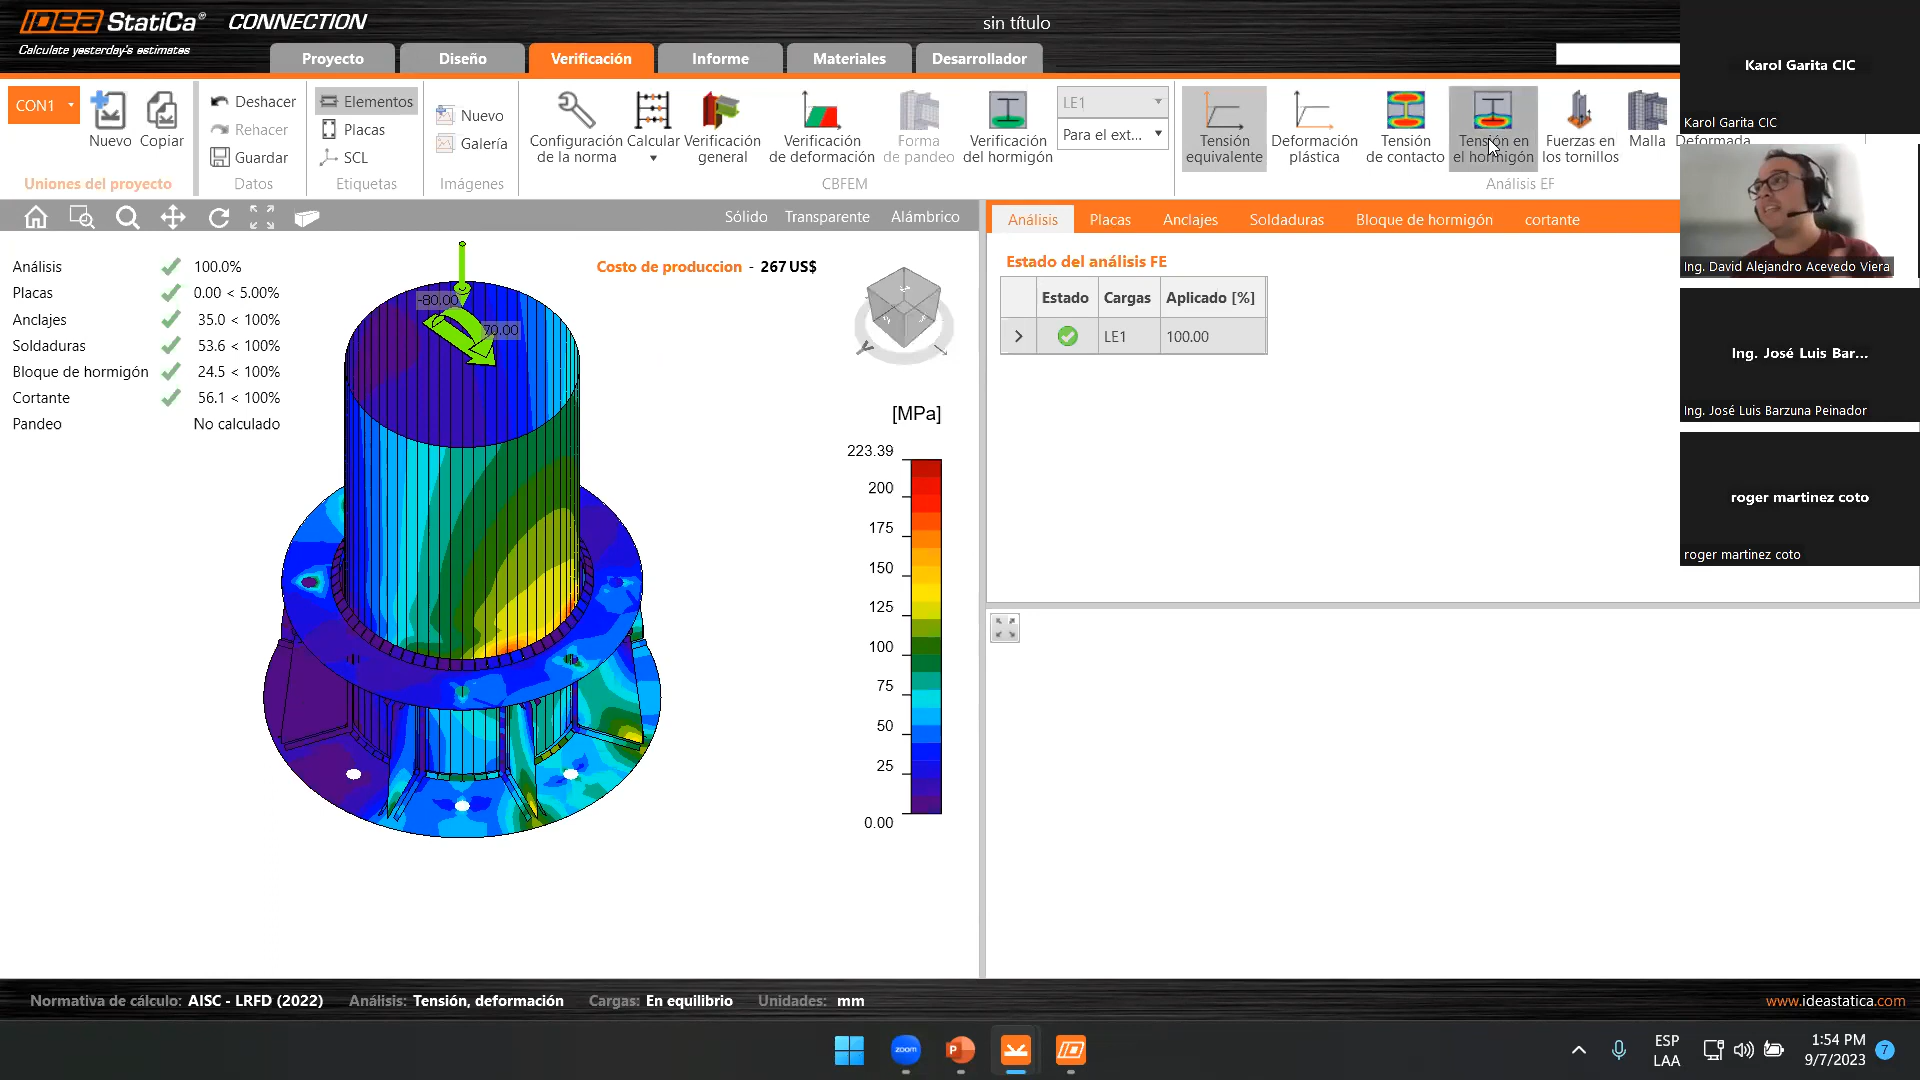 IDEA StatiCa® CONNECTION
Calculate yesterday's estimates
sin título
Proyecto
Diseño
Verificación
Informe
Materiales
Desarrollador
CON1
Nuevo
Copiar
Uniones del proyecto
Deshacer
Rehacer
Guardar
Datos
Elementos
Placas
SCL
Etiquetas
Nuevo
Galería
Imágenes
Configuración de la norma
Calcular
Verificación general
Verificación de deformación
Forma de pandeo
Verificación del hormigón
LE1
Para el ext...
CBFEM
Tensión equivalente
Deformación plástica
Tensión de contacto
Tensión en el hormigón
Fuerzas en los tornillos
Malla
Deformada
Análisis EF
Sólido
Transparente
Alámbrico
Análisis 100.0%
Placas 0.00 < 5.00%
Anclajes 35.0 < 100%
Soldaduras 53.6 < 100%
Bloque de hormigón 24.5 < 100%
Cortante 56.1 < 100%
Pandeo No calculado
Costo de produccion - 267 US$
-80.00
70.00
[MPa]
223.39
200
175
150
125
100
75
50
25
0.00
Análisis
Placas
Anclajes
Soldaduras
Bloque de hormigón
cortante
Estado del análisis FE
Estado Cargas Aplicado [%]
LE1 100.00
Karol Garita CIC
Karol Garita CIC
Ing. David Alejandro Acevedo Viera
Ing. José Luis Bar...
Ing. José Luis Barzuna Peinador
roger martinez coto
roger martinez coto
Normativa de cálculo: AISC - LRFD (2022) Análisis: Tensión, deformación Cargas: En equilibrio Unidades: mm
www.ideastatica.com
zoom
P
ESP
LAA
1:54 PM
9/7/2023
7